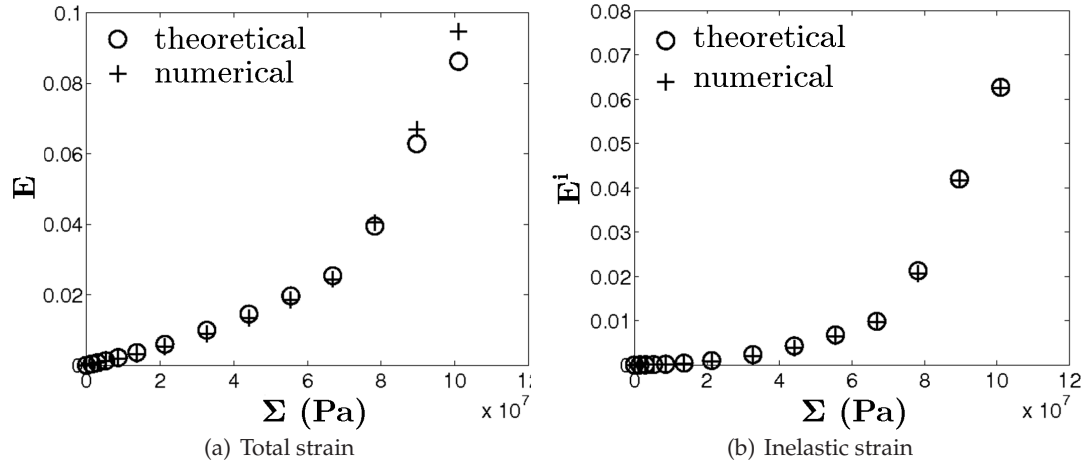 0.1
0.08
0.06
0.04
0.02
0
E
theoretical
numerical
0
2
4
6
8
10
12
Σ (Pa)
x 10^7
(a) Total strain
0.08
0.07
0.06
0.05
0.04
0.03
0.02
0.01
0
E^i
theoretical
numerical
0
2
4
6
8
10
12
Σ (Pa)
x 10^7
(b) Inelastic strain